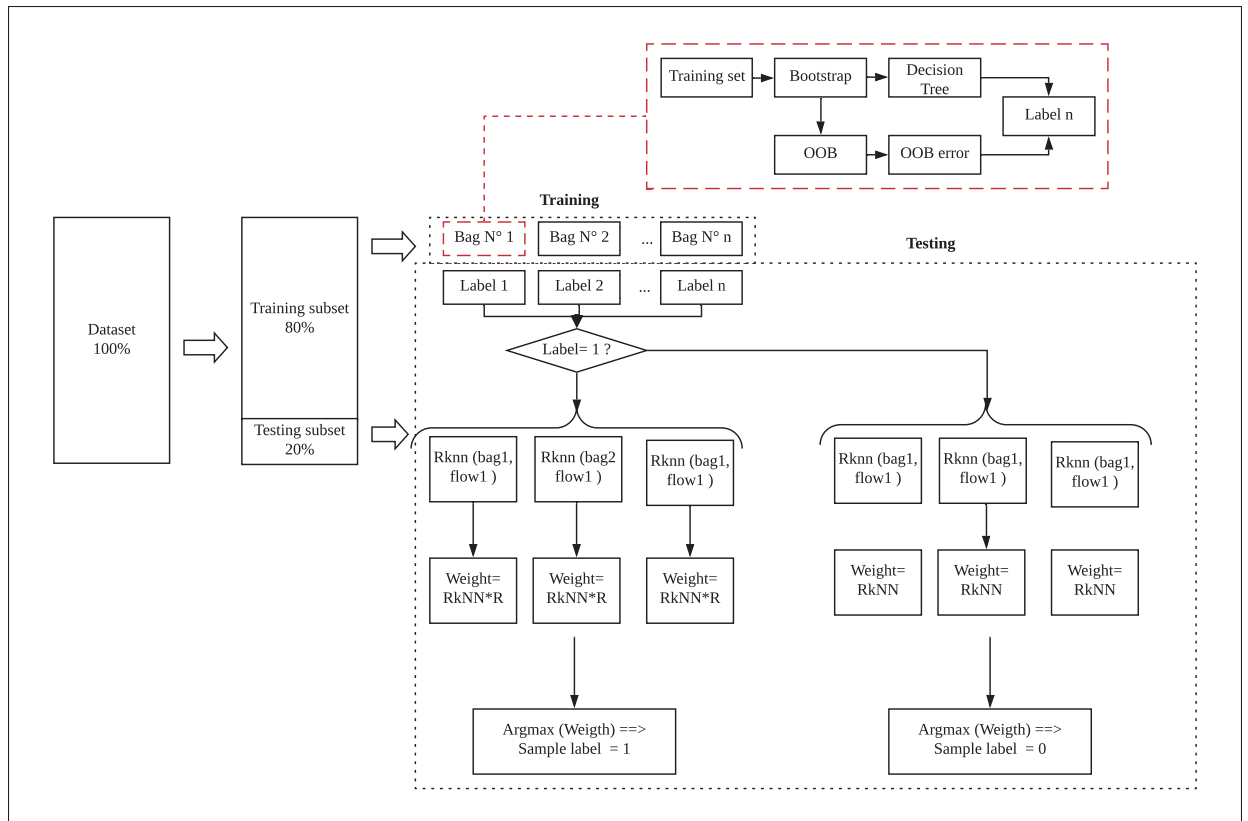 Training set
Bootstrap
Decision
Tree
Label n
OOB
OOB error
Training
Testing
Bag N° 1
Bag N° 2
...
Bag N° n
Label 1
Label 2
...
Label n
Dataset
100%
Training subset
80%
Testing subset
20%
Label= 1 ?
Rknn (bag1,
flow1 )
Rknn (bag2
flow1 )
Rknn (bag1,
flow1 )
Rknn (bag1,
flow1 )
Rknn (bag1,
flow1 )
Rknn (bag1,
flow1 )
Weight=
RkNN*R
Weight=
RkNN*R
Weight=
RkNN*R
Weight=
RkNN
Weight=
RkNN
Weight=
RkNN
Argmax (Weigth) ==>
Sample label = 1
Argmax (Weigth) ==>
Sample label = 0